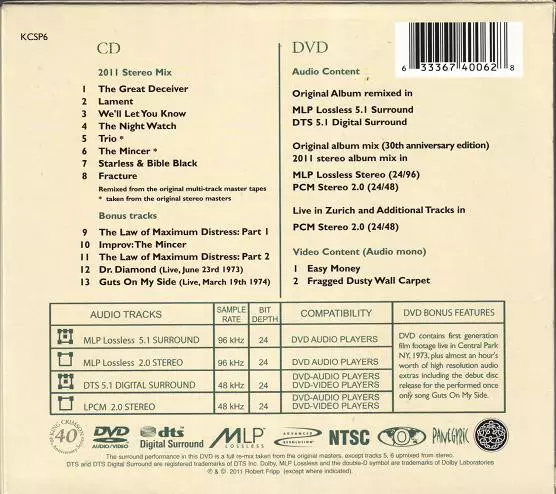 KCSP6
6 33367 40062 8
CD
2011 Stereo Mix
1 The Great Deceiver
2 Lament
3 We'll Let You Know
4 The Night Watch
5 Trio *
6 The Mincer *
7 Starless & Bible Black
8 Fracture
Remixed from the original multi-track master tapes
* taken from the original stereo masters
Bonus tracks
9 The Law of Maximum Distress: Part 1
10 Improv: The Mincer
11 The Law of Maximum Distress: Part 2
12 Dr. Diamond (Live, June 23rd 1973)
13 Guts On My Side (Live, March 19th 1974)
DVD
Audio Content
Original Album remixed in
MLP Lossless 5.1 Surround
DTS 5.1 Digital Surround
Original album mix (30th anniversary edition)
2011 stereo album mix in
MLP Lossless Stereo (24/96)
PCM Stereo 2.0 (24/48)
Live in Zurich and Additional Tracks in
PCM Stereo 2.0 (24/48)
Video Content (Audio mono)
1 Easy Money
2 Fragged Dusty Wall Carpet
AUDIO TRACKS SAMPLE RATE BIT DEPTH COMPATIBILITY DVD BONUS FEATURES
MLP Lossless 5.1 SURROUND 96 kHz 24 DVD AUDIO PLAYERS
MLP Lossless 2.0 STEREO 96 kHz 24 DVD AUDIO PLAYERS
DTS 5.1 DIGITAL SURROUND 48 kHz 24 DVD-AUDIO PLAYERS
DVD-VIDEO PLAYERS
LPCM 2.0 STEREO 48 kHz 24 DVD-AUDIO PLAYERS
DVD-VIDEO PLAYERS
DVD contains first generation
film footage live in Central Park
NY, 1973, plus almost an hour's
worth of high resolution audio
extras including the debut disc
release for the performed once
only song Guts On My Side.
KING CRIMSON 40 DVD AUDIO/VIDEO dts Digital Surround MLP LOSSLESS ADVANCED RESOLUTION NTSC PANEGYRIC
The surround performance in this DVD is a full re-mix taken from the original masters, except tracks 5, 6 upmixed from stereo.
DTS and DTS Digital Surround are registered trademarks of DTS Inc. Dolby, MLP Lossless and the double-D symbol are trademarks of Dolby Laboratories
℗ & © 2011 Robert Fripp (except where indicated)